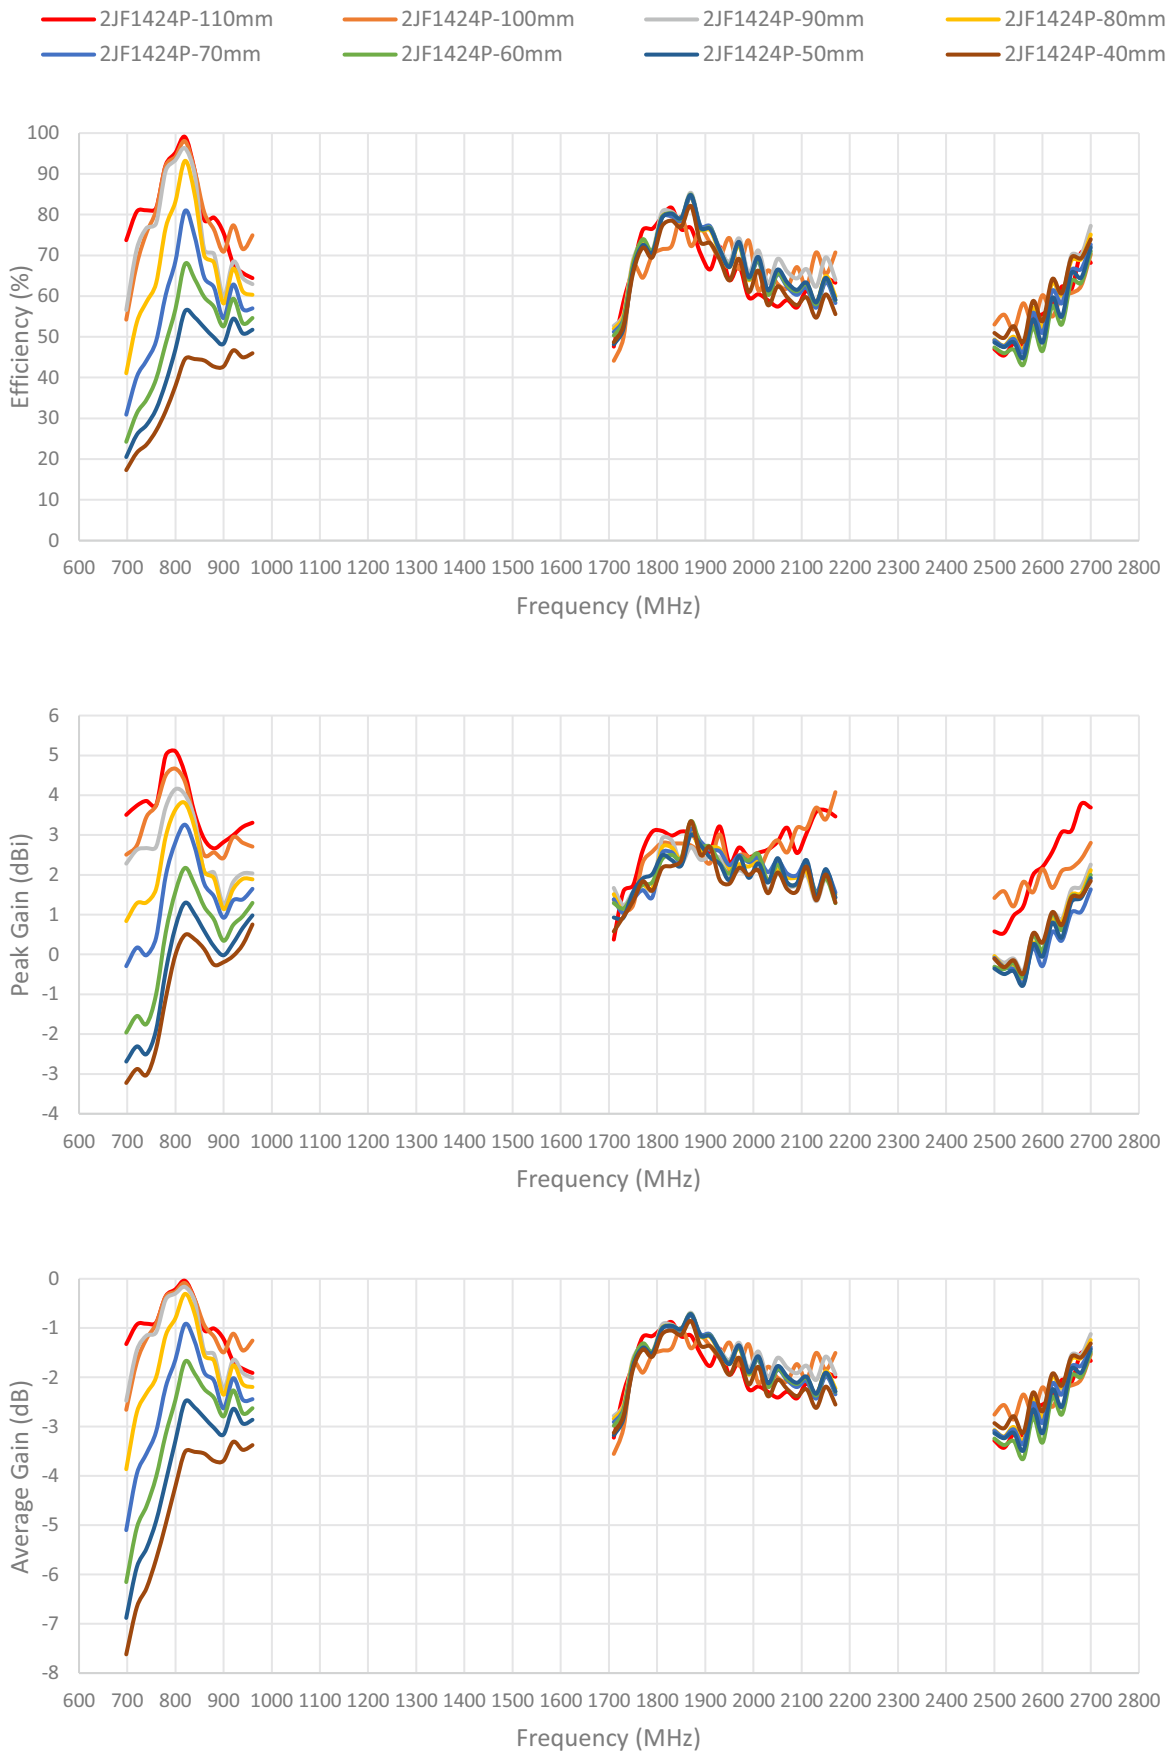 2JF1424P-110mm 2JF1424P-100mm 2JF1424P-90mm 2JF1424P-80mm
2JF1424P-70mm 2JF1424P-60mm 2JF1424P-50mm 2JF1424P-40mm
Efficiency (%)
100
90
80
70
60
50
40
30
20
10
0
600 700 800 900 1000 1100 1200 1300 1400 1500 1600 1700 1800 1900 2000 2100 2200 2300 2400 2500 2600 2700 2800
Frequency (MHz)
Peak Gain (dBi)
6
5
4
3
2
1
0
-1
-2
-3
-4
600 700 800 900 1000 1100 1200 1300 1400 1500 1600 1700 1800 1900 2000 2100 2200 2300 2400 2500 2600 2700 2800
Frequency (MHz)
Average Gain (dB)
0
-1
-2
-3
-4
-5
-6
-7
-8
600 700 800 900 1000 1100 1200 1300 1400 1500 1600 1700 1800 1900 2000 2100 2200 2300 2400 2500 2600 2700 2800
Frequency (MHz)